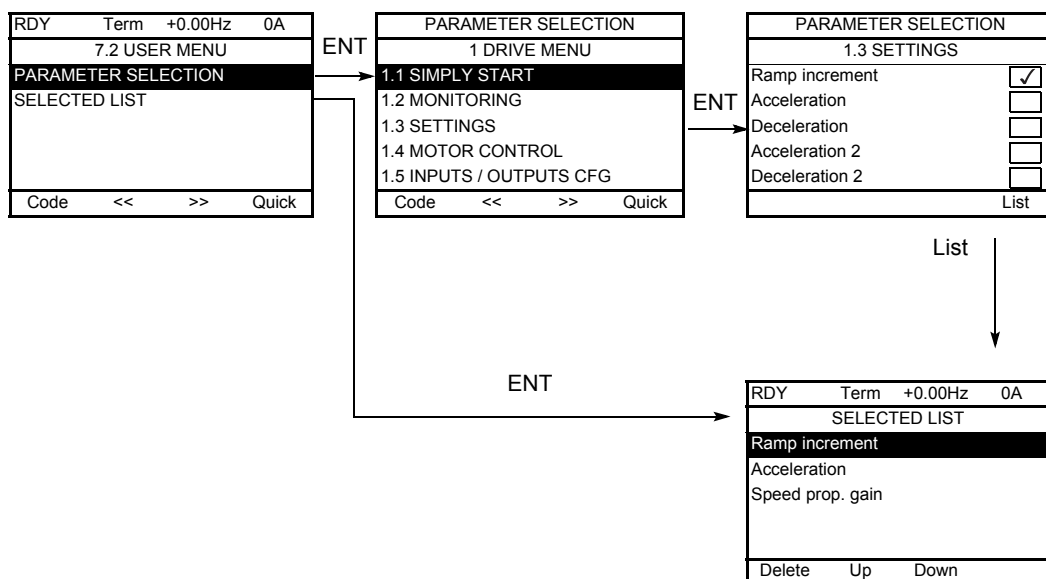 RDY Term +0.00Hz 0A
7.2 USER MENU
PARAMETER SELECTION
SELECTED LIST
Code << >> Quick
ENT
PARAMETER SELECTION
1 DRIVE MENU
1.1 SIMPLY START
1.2 MONITORING
1.3 SETTINGS
1.4 MOTOR CONTROL
1.5 INPUTS / OUTPUTS CFG
Code << >> Quick
ENT
PARAMETER SELECTION
1.3 SETTINGS
Ramp increment ✓
Acceleration
Deceleration
Acceleration 2
Deceleration 2
List
List
ENT
RDY Term +0.00Hz 0A
SELECTED LIST
Ramp increment
Acceleration
Speed prop. gain
Delete Up Down